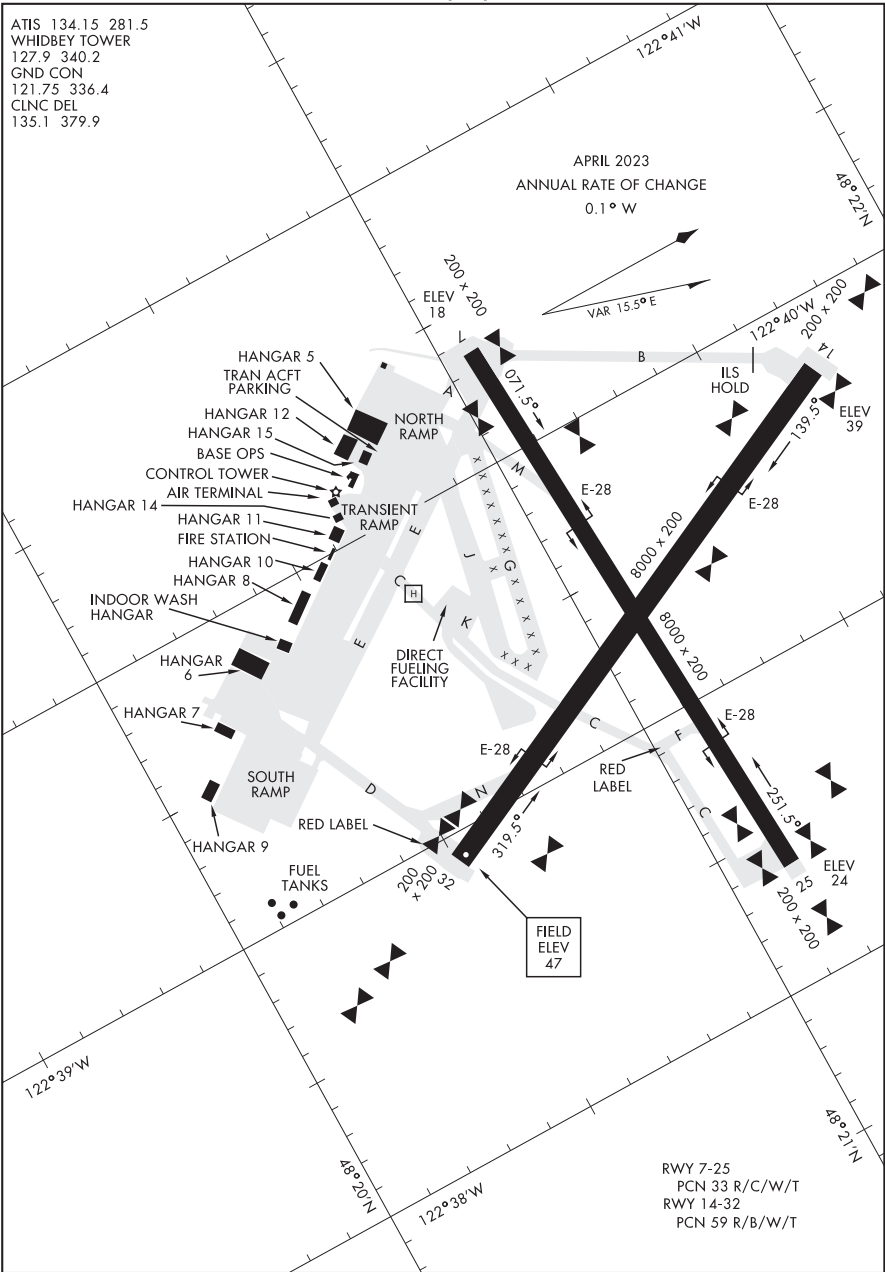 ATIS 134.15 281.5
WHIDBEY TOWER
127.9 340.2
GND CON
121.75 336.4
CLNC DEL
135.1 379.9
122°41'W
APRIL 2023
ANNUAL RATE OF CHANGE
0.1° W
48°22'N
VAR 15.5° E
200 x 200
ELEV
18
122°40'W
200 x 200
7
14
B
ILS
HOLD
ELEV
39
071.5°
139.5°
HANGAR 5
TRAN ACFT
PARKING
HANGAR 12
HANGAR 15
BASE OPS
CONTROL TOWER
AIR TERMINAL
HANGAR 14
HANGAR 11
FIRE STATION
HANGAR 10
HANGAR 8
INDOOR WASH
HANGAR
HANGAR
6
HANGAR 7
HANGAR 9
A
NORTH
RAMP
M
E-28
TRANSIENT
RAMP
E
J
x x x x x x x
G
x x x x x x
x x x
8000 x 200
C
H
K
E
DIRECT
FUELING
FACILITY
8000 x 200
E-28
F
C
E-28
RED
LABEL
C
251.5°
SOUTH
RAMP
D
N
319.5°
RED LABEL
200
x 200
32
FUEL
TANKS
ELEV
24
25
200 x 200
FIELD
ELEV
47
122°39'W
48°21'N
48°20'N
122°38'W
RWY 7-25
PCN 33 R/C/W/T
RWY 14-32
PCN 59 R/B/W/T